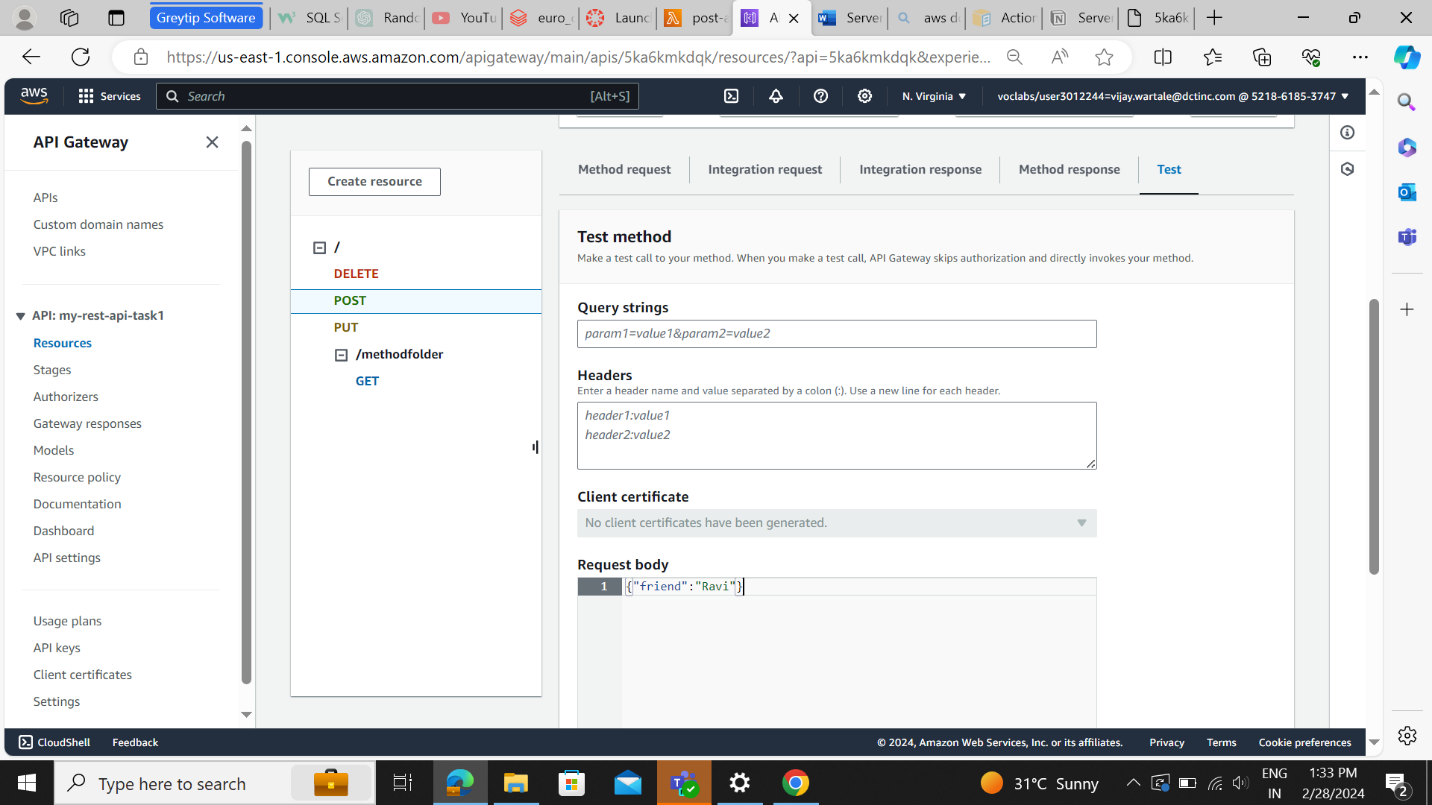 Greytip Software
SQL S
Rand
YouTu
euro_
Launc
post-a
A
Server
aws d
Action
Server
5ka6k
https://us-east-1.console.aws.amazon.com/apigateway/main/apis/5ka6kmkdqk/resources/?api=5ka6kmkdqk&experie...
aws
Services
Search
[Alt+S]
N. Virginia
voclabs/user3012244=vijay.wartale@dctinc.com @ 5218-6185-3747
API Gateway
APIs
Custom domain names
VPC links
API: my-rest-api-task1
Resources
Stages
Authorizers
Gateway responses
Models
Resource policy
Documentation
Dashboard
API settings
Usage plans
API keys
Client certificates
Settings
Create resource
/
DELETE
POST
PUT
/methodfolder
GET
Method request
Integration request
Integration response
Method response
Test
Test method
Make a test call to your method. When you make a test call, API Gateway skips authorization and directly invokes your method.
Query strings
param1=value1&param2=value2
Headers
Enter a header name and value separated by a colon (:). Use a new line for each header.
header1:value1
header2:value2
Client certificate
No client certificates have been generated.
Request body
1
{"friend":"Ravi"}
CloudShell
Feedback
© 2024, Amazon Web Services, Inc. or its affiliates.
Privacy
Terms
Cookie preferences
Type here to search
31°C Sunny
ENG
IN
1:33 PM
2/28/2024
2